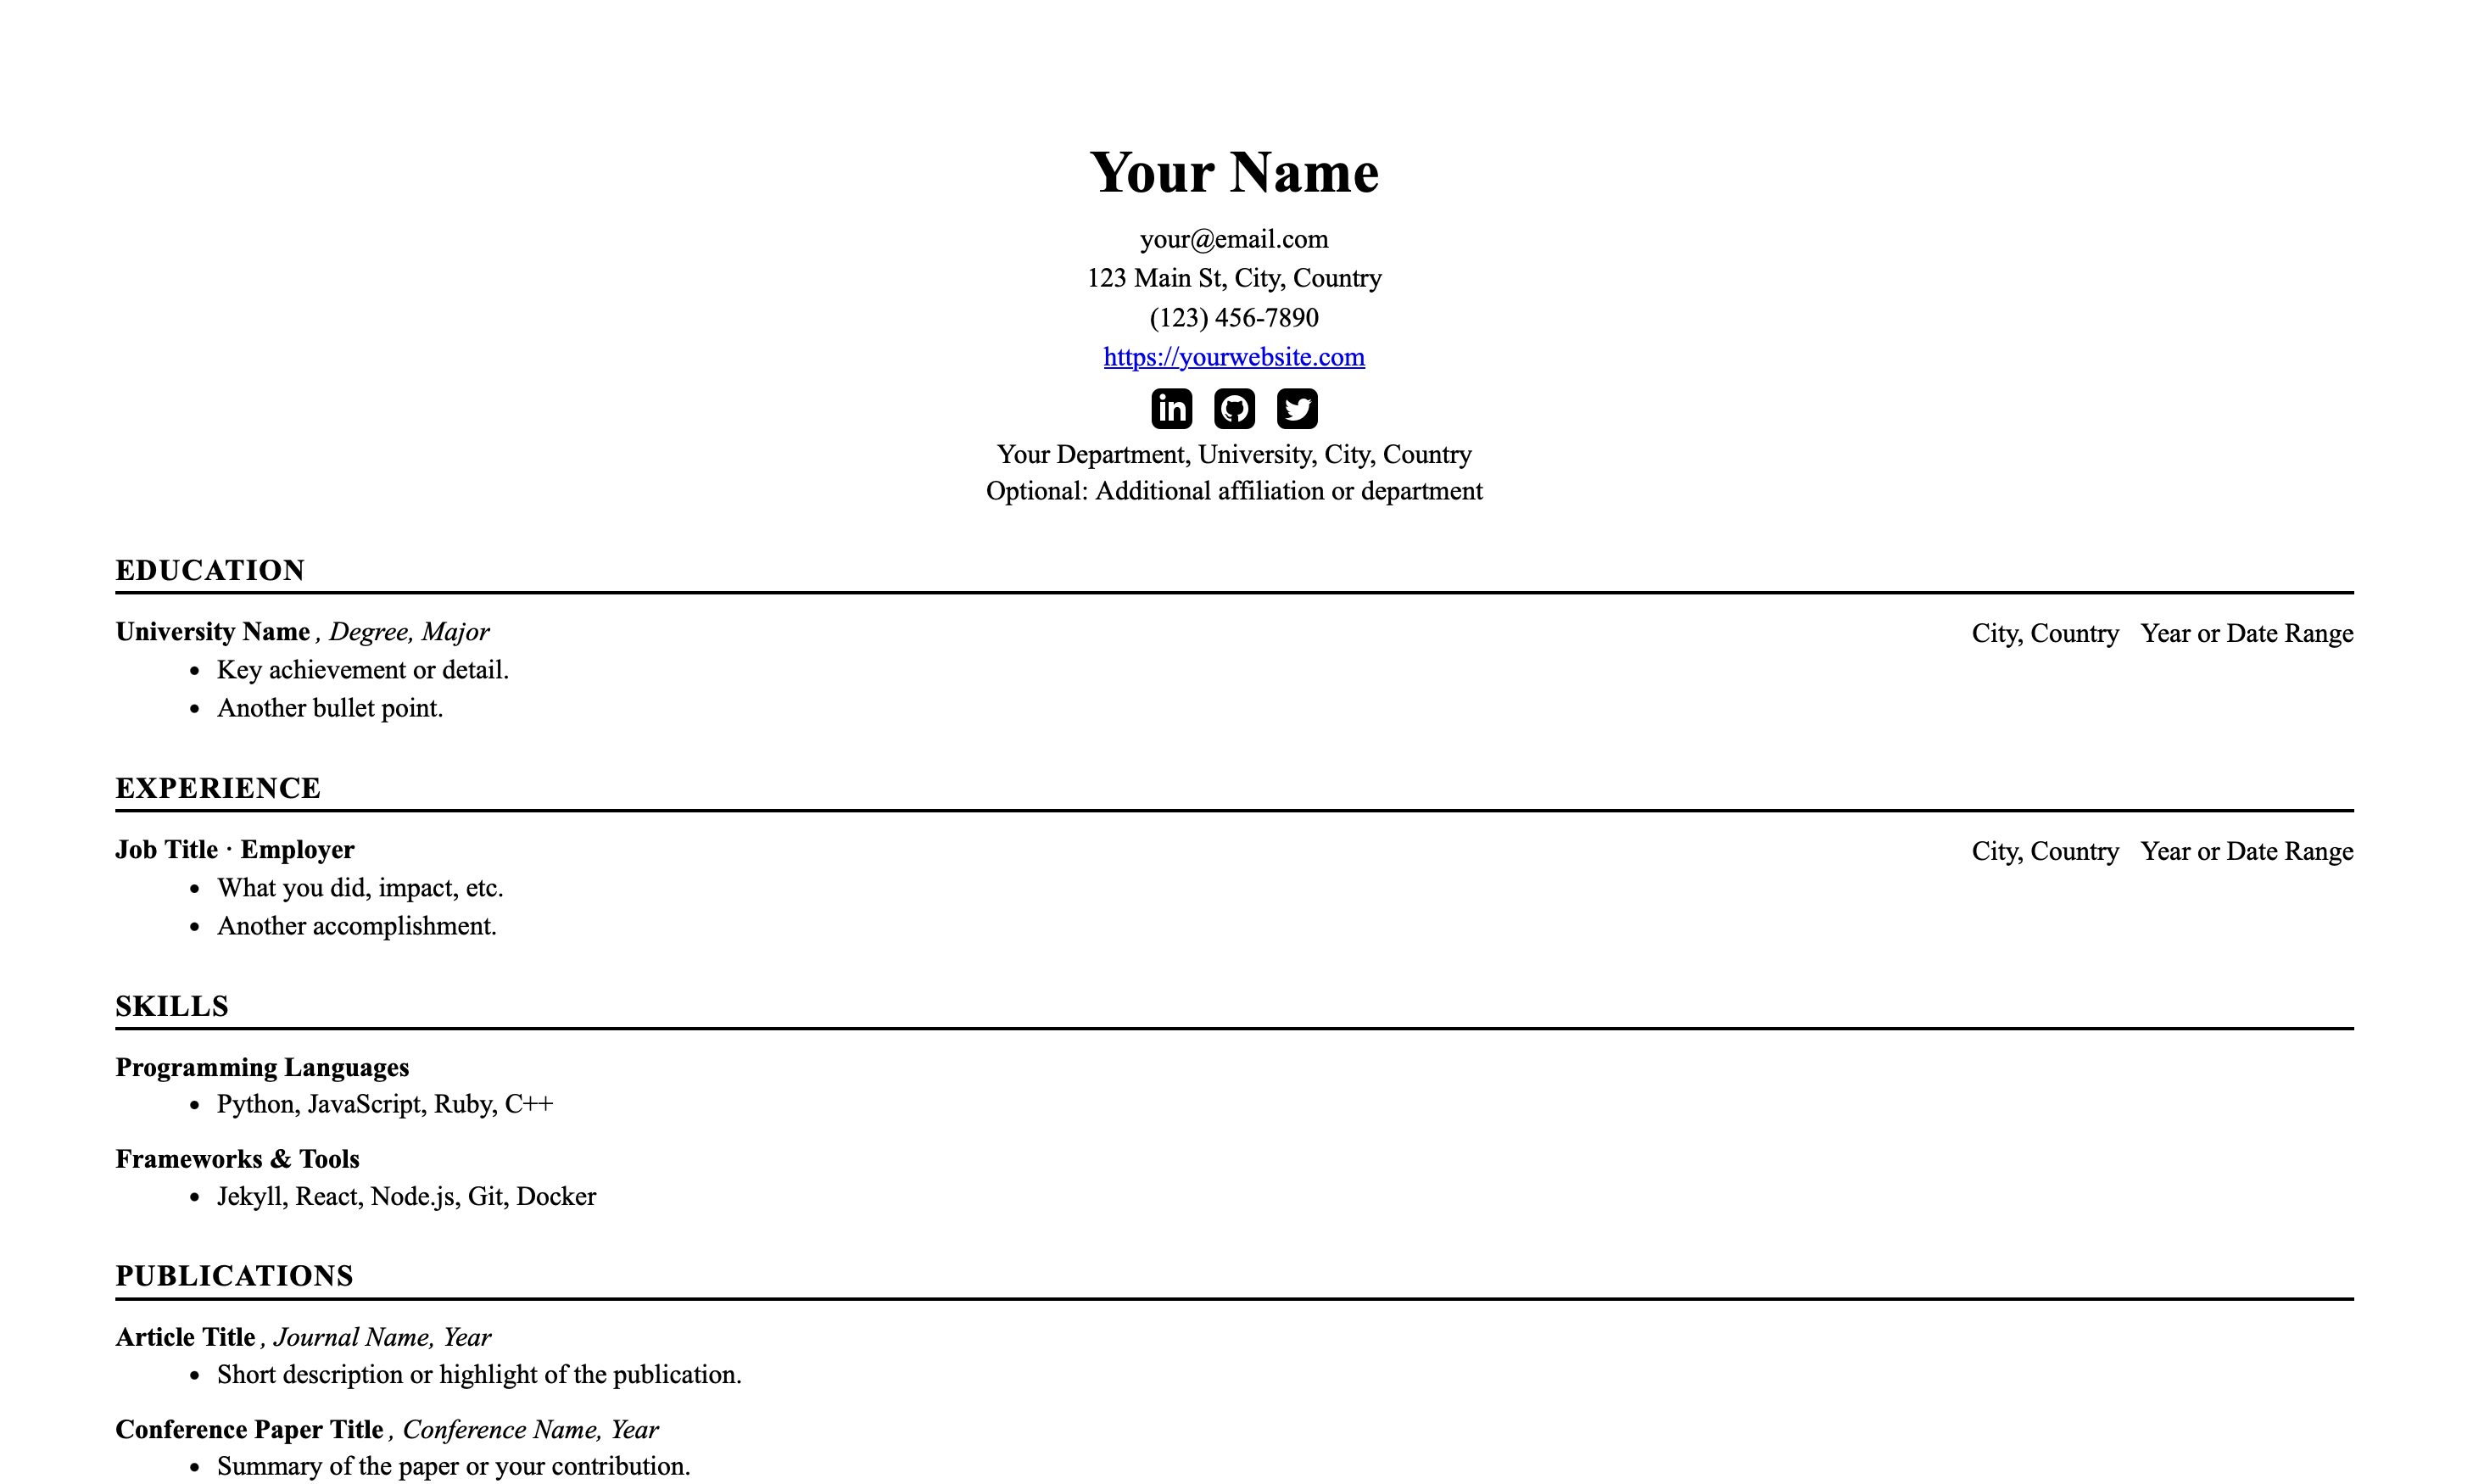 Your Name
your@email.com
123 Main St, City, Country
(123) 456-7890
https://yourwebsite.com
in
Your Department, University, City, Country
Optional: Additional affiliation or department
EDUCATION
University Name , Degree, Major City, Country Year or Date Range
• Key achievement or detail.
• Another bullet point.
EXPERIENCE
Job Title · Employer City, Country Year or Date Range
• What you did, impact, etc.
• Another accomplishment.
SKILLS
Programming Languages
• Python, JavaScript, Ruby, C++
Frameworks & Tools
• Jekyll, React, Node.js, Git, Docker
PUBLICATIONS
Article Title , Journal Name, Year
• Short description or highlight of the publication.
Conference Paper Title , Conference Name, Year
• Summary of the paper or your contribution.